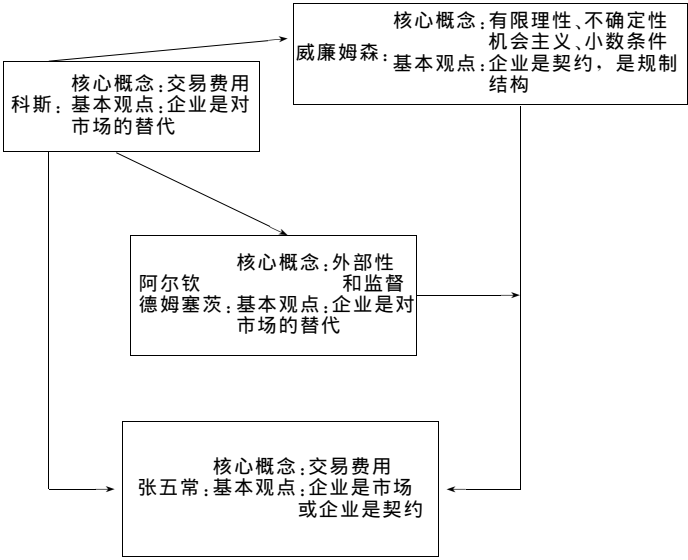 核心概念:有限理性、不确定性
机会主义、小数条件
威廉姆森:
基本观点:企业是契约，是规制
结构
核心概念:交易费用
科斯:基本观点:企业是对
市场的替代
核心概念:外部性
阿尔钦 和监督
德姆塞茨:基本观点:企业是对
市场的替代
核心概念:交易费用
张五常:基本观点:企业是市场
或企业是契约